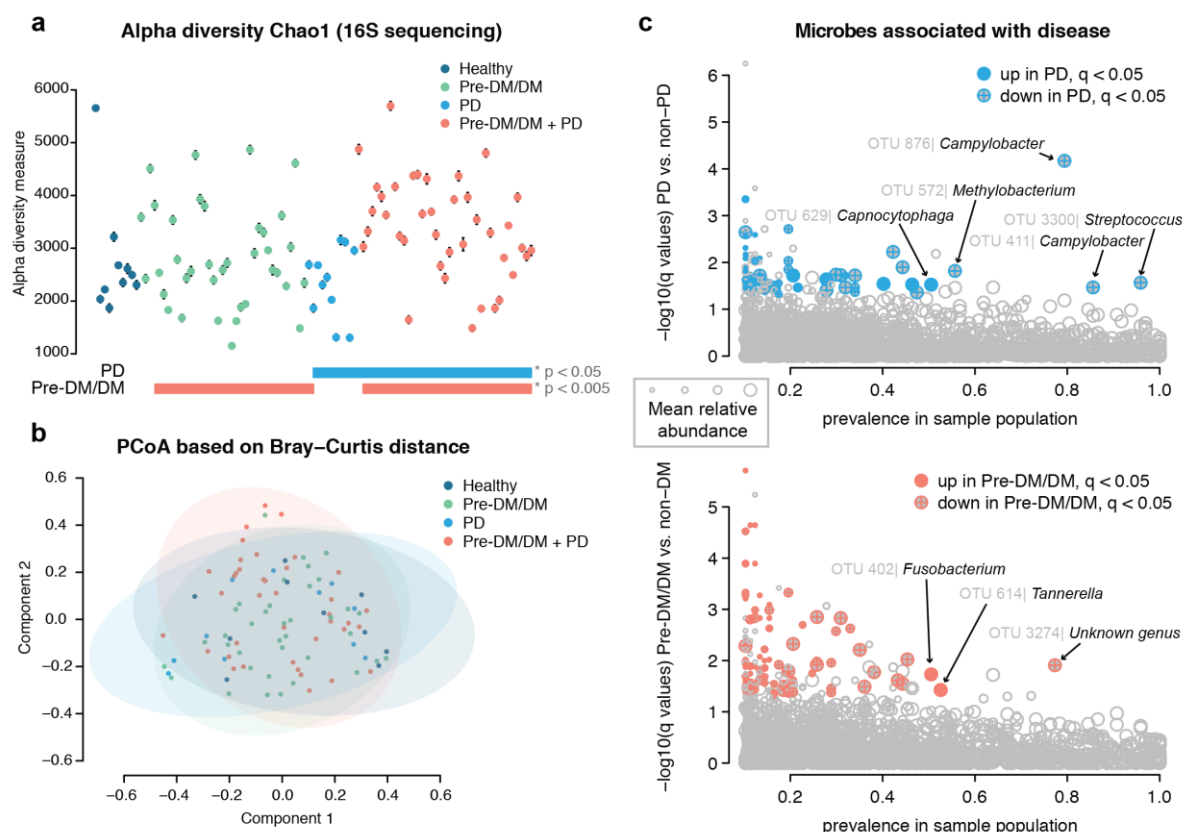 a
Alpha diversity Chao1 (16S sequencing)
Healthy
Pre-DM/DM
PD
Pre-DM/DM + PD
Alpha diversity measure
6000
5000
4000
3000
2000
1000
PD
* p < 0.05
Pre-DM/DM
* p < 0.005
b
PCoA based on Bray–Curtis distance
Healthy
Pre-DM/DM
PD
Pre-DM/DM + PD
Component 2
0.6
0.4
0.2
0.0
−0.2
−0.4
−0.6
−0.6
−0.4
−0.2
0.0
0.2
0.4
0.6
Component 1
c
Microbes associated with disease
up in PD, q < 0.05
down in PD, q < 0.05
−log10(q values) PD vs. non−PD
6
5
4
3
2
1
0
OTU 876| Campylobacter
OTU 572| Methylobacterium
OTU 629| Capnocytophaga
OTU 3300| Streptococcus
OTU 411| Campylobacter
0.2
0.4
0.6
0.8
1.0
prevalence in sample population
Mean relative
abundance
up in Pre-DM/DM, q < 0.05
down in Pre-DM/DM, q < 0.05
−log10(q values) Pre-DM/DM vs. non−DM
5
4
3
2
1
0
OTU 402| Fusobacterium
OTU 614| Tannerella
OTU 3274| Unknown genus
0.2
0.4
0.6
0.8
1.0
prevalence in sample population